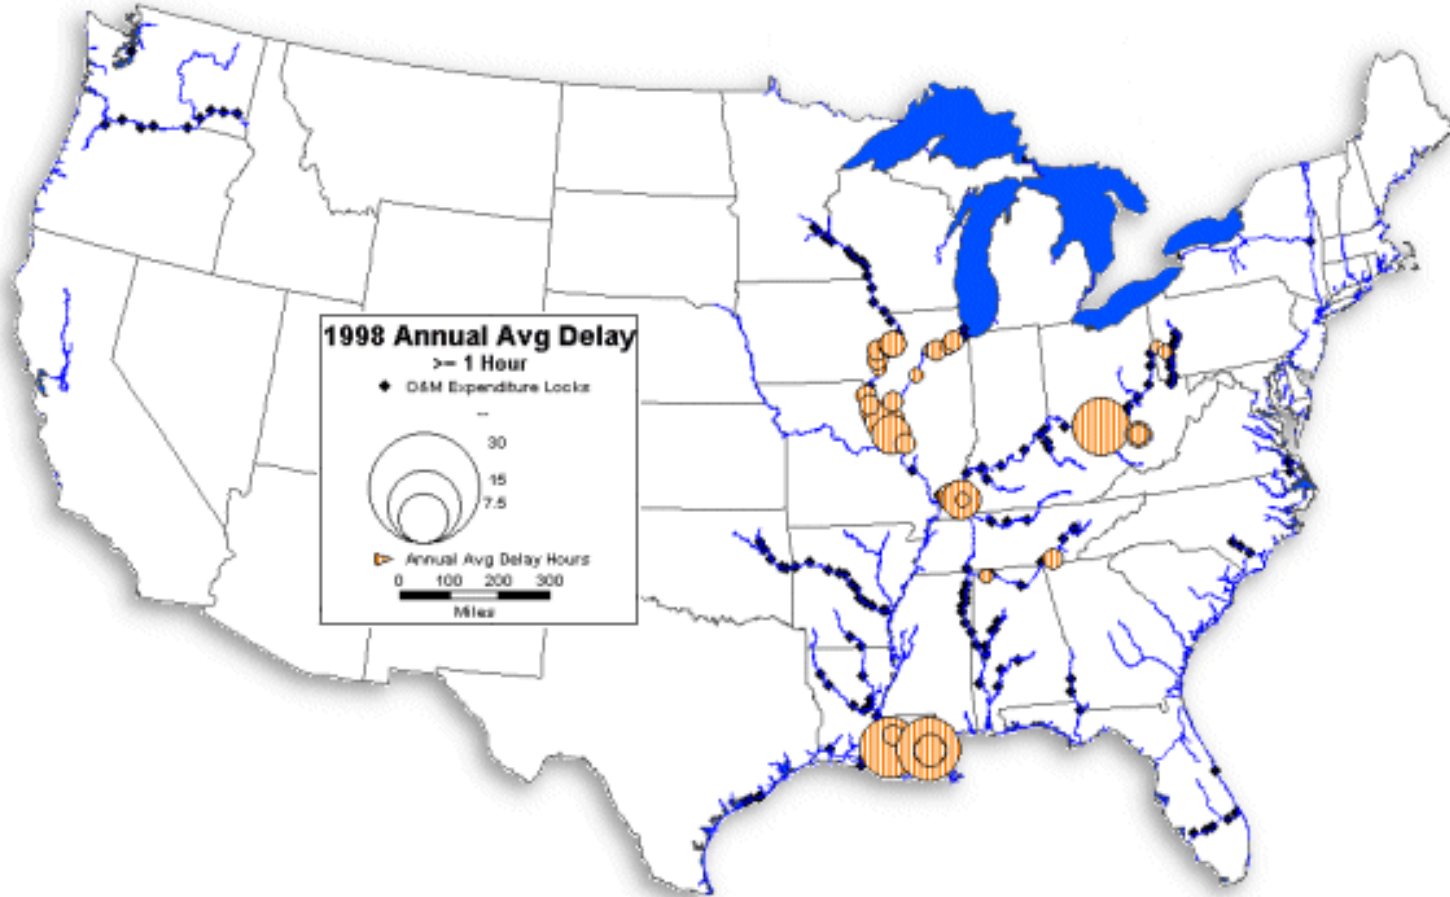 1998 Annual Avg Delay
>= 1 Hour
O&M Expenditure Locks
--
30
15
7.5
Annual Avg Delay Hours
0 100 200 300
Miles